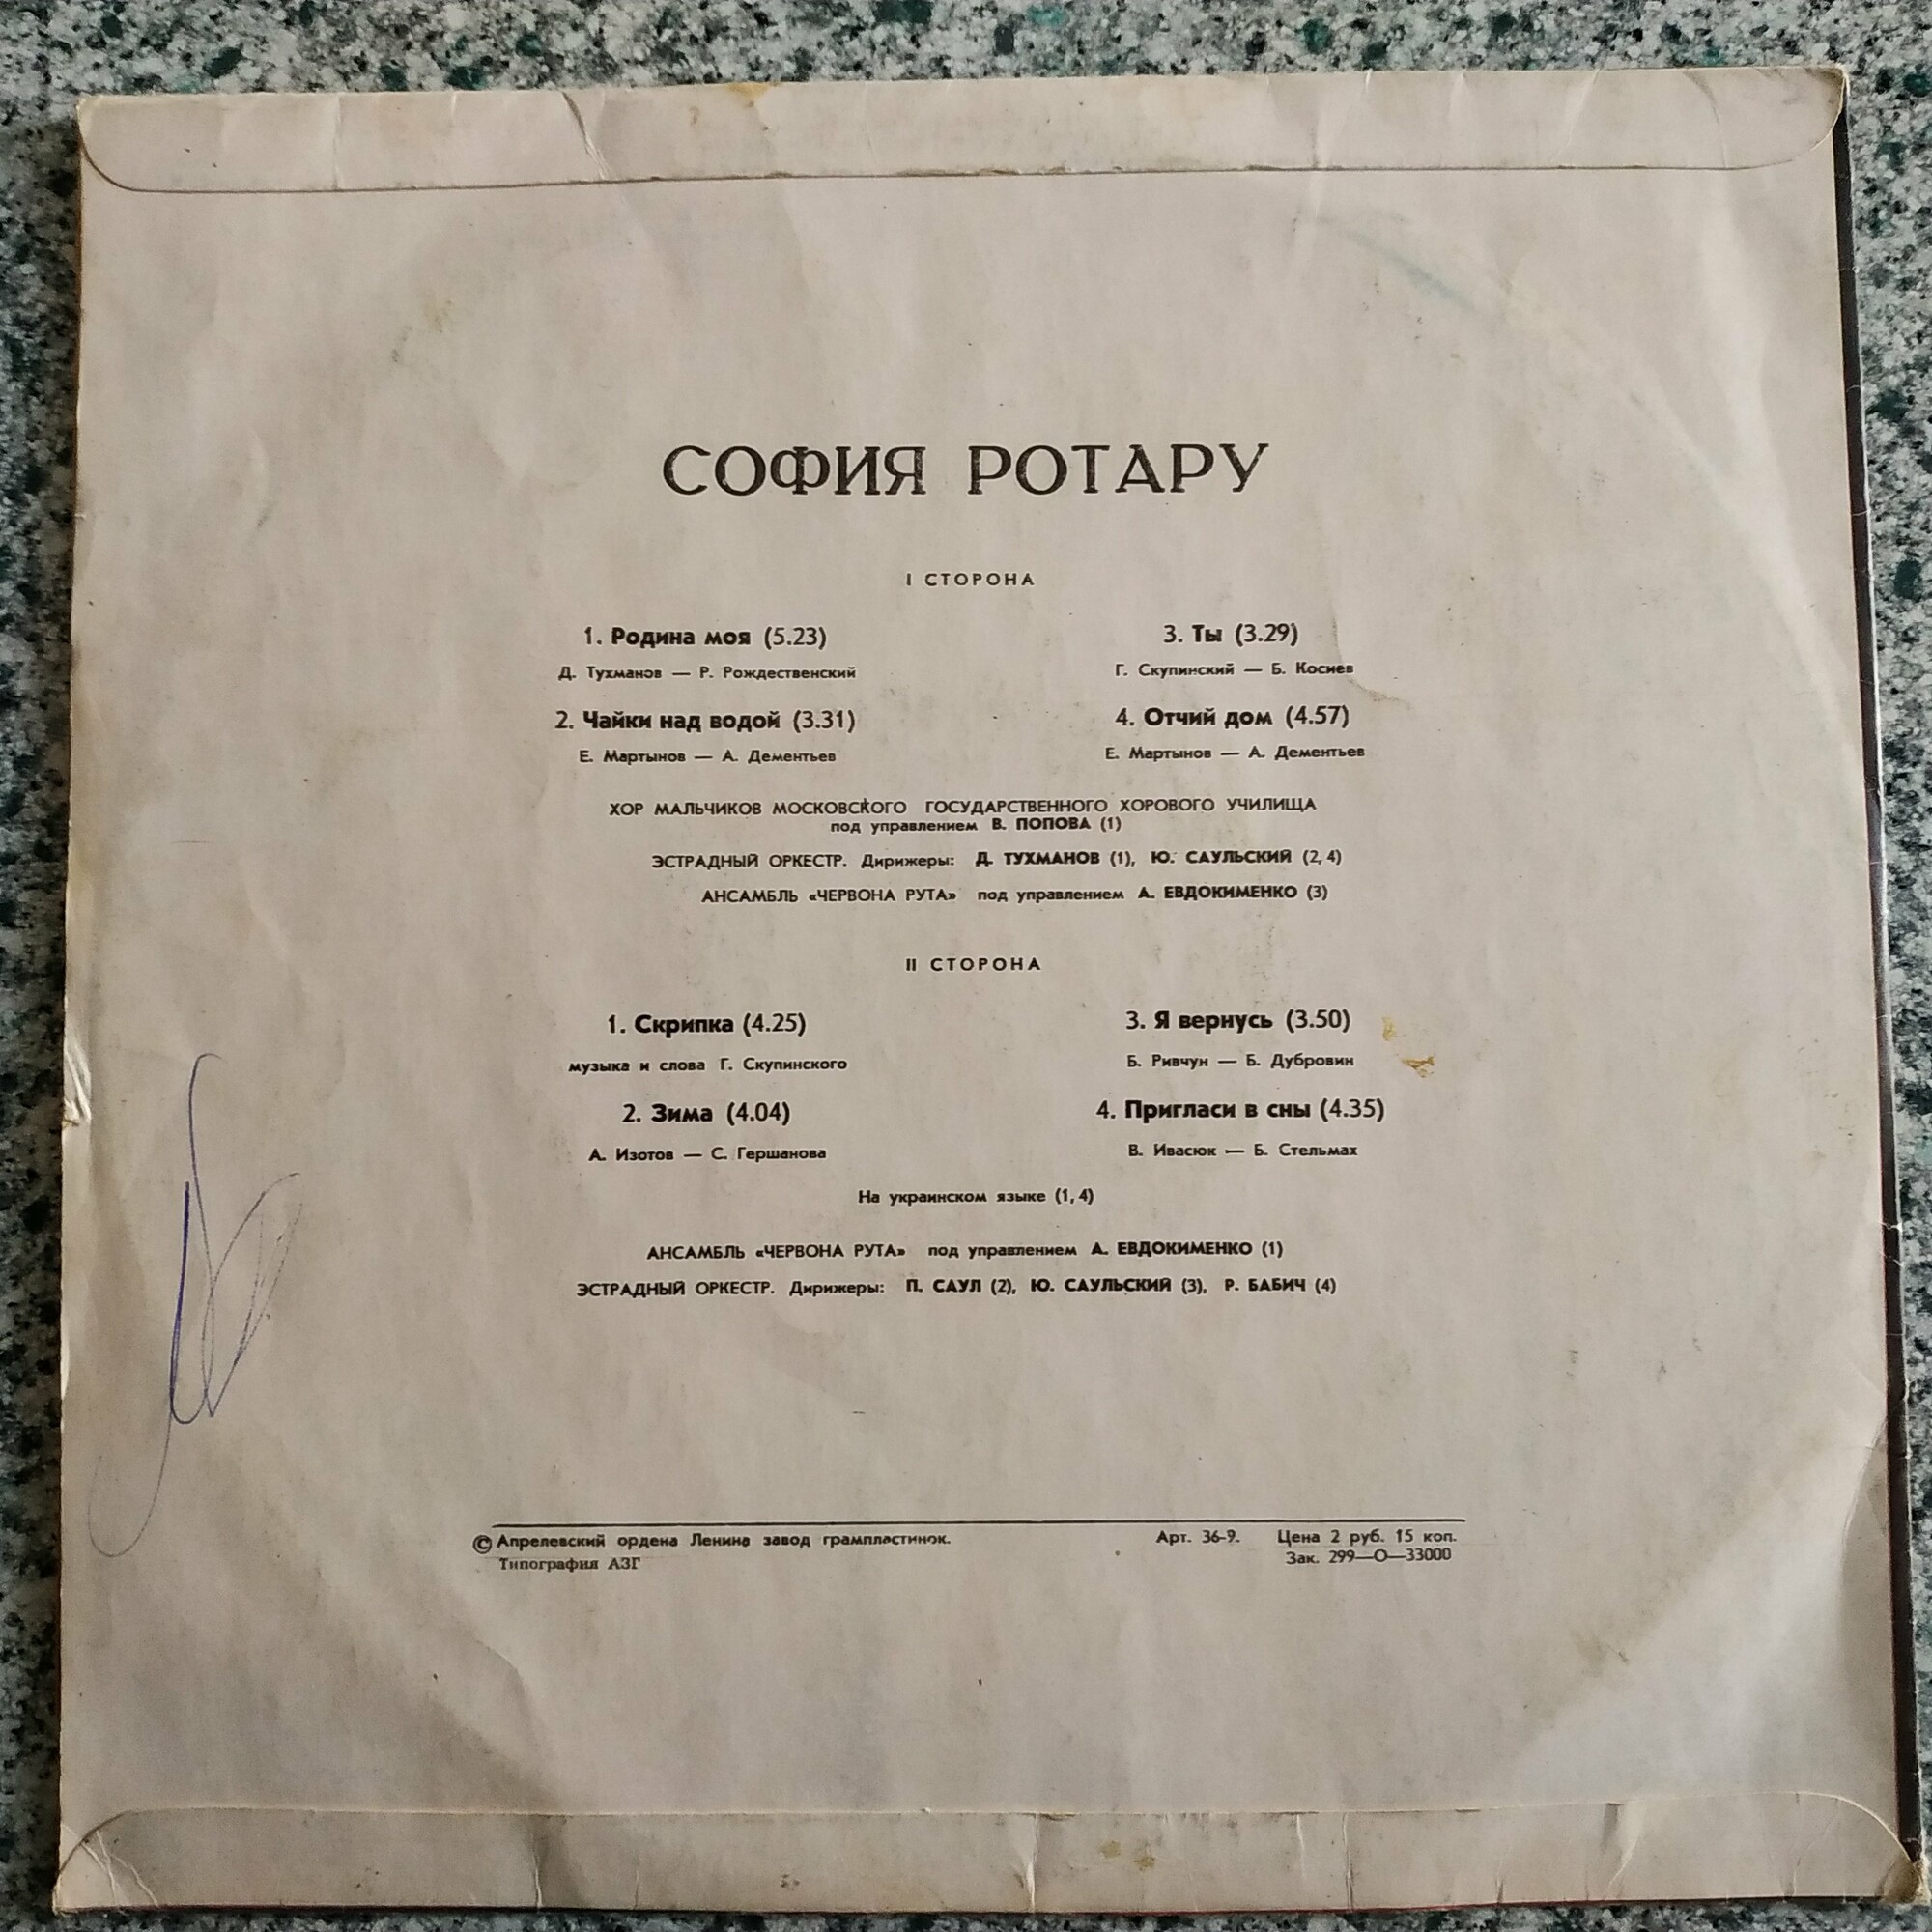 СОФИЯ РОТАРУ
I СТОРОНА
1. Родина моя (5.23)
Д. Тухманов — Р. Рождественский
2. Чайки над водой (3.31)
Е. Мартынов — А. Дементьев
3. Ты (3.29)
Г. Скупинский — Б. Косиев
4. Отчий дом (4.57)
Е. Мартынов — А. Дементьев
ХОР МАЛЬЧИКОВ МОСКОВСКОГО ГОСУДАРСТВЕННОГО ХОРОВОГО УЧИЛИЩА
под управлением В. ПОПОВА (1)
ЭСТРАДНЫЙ ОРКЕСТР. Дирижеры: Д. ТУХМАНОВ (1), Ю. САУЛЬСКИЙ (2, 4)
АНСАМБЛЬ «ЧЕРВОНА РУТА» под управлением А. ЕВДОКИМЕНКО (3)
II СТОРОНА
1. Скрипка (4.25)
музыка и слова Г. Скупинского
2. Зима (4.04)
А. Изотов — С. Гершанова
3. Я вернусь (3.50)
Б. Ривчун — Б. Дубровин
4. Пригласи в сны (4.35)
В. Ивасюк — Б. Стельмах
На украинском языке (1, 4)
АНСАМБЛЬ «ЧЕРВОНА РУТА» под управлением А. ЕВДОКИМЕНКО (1)
ЭСТРАДНЫЙ ОРКЕСТР. Дирижеры: П. САУЛ (2), Ю. САУЛЬСКИЙ (3), Р. БАБИЧ (4)
© Апрелевский ордена Ленина завод грампластинок. Арт. 36-9. Цена 2 руб. 15 коп.
Типография АЗГ Зак. 299—О—33000